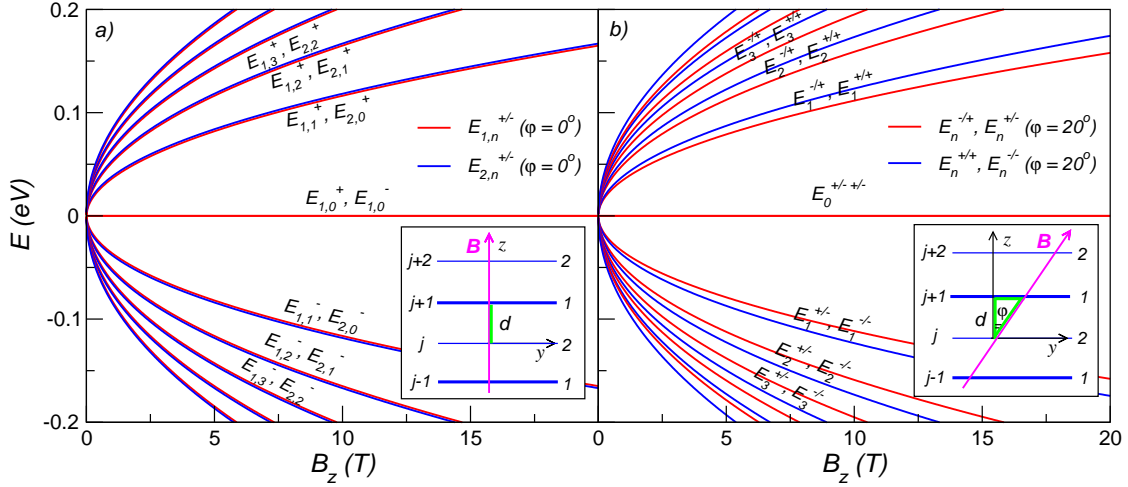 a)
0.2
0.1
0
-0.1
-0.2
E (eV)
E₁,₃⁺, E₂,₂⁺
E₁,₂⁺, E₂,₁⁺
E₁,₁⁺, E₂,₀⁺
E₁,ₙ⁺/⁻ (φ = 0°)
E₂,ₙ⁺/⁻ (φ = 0°)
E₁,₀⁺, E₁,₀⁻
E₁,₁⁻, E₂,₀⁻
E₁,₂⁻, E₂,₁⁻
E₁,₃⁻, E₂,₂⁻
B z
j+2 2
j+1 1
d
j y 2
j-1 1
0 5 10 15
B_z (T)
b)
E₃⁻/⁺, E₃⁺/⁺
E₂⁻/⁺, E₂⁺/⁺
E₁⁻/⁺, E₁⁺/⁺
Eₙ⁻/⁺, Eₙ⁺/⁻ (φ = 20°)
Eₙ⁺/⁺, Eₙ⁻/⁻ (φ = 20°)
E₀⁺/⁻ ⁺/⁻
E₁⁺/⁻, E₁⁻/⁻
E₂⁺/⁻, E₂⁻/⁻
E₃⁺/⁻, E₃⁻/⁻
z B
j+2 2
j+1 1
d φ
j y 2
j-1 1
0 5 10 15 20
B_z (T)